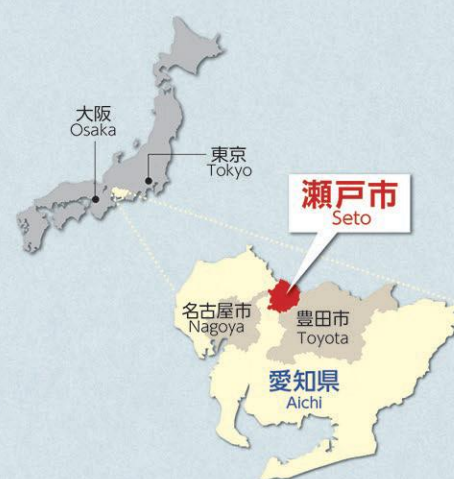 大阪
Osaka
東京
Tokyo
瀬戸市
Seto
名古屋市
Nagoya
豊田市
Toyota
愛知県
Aichi